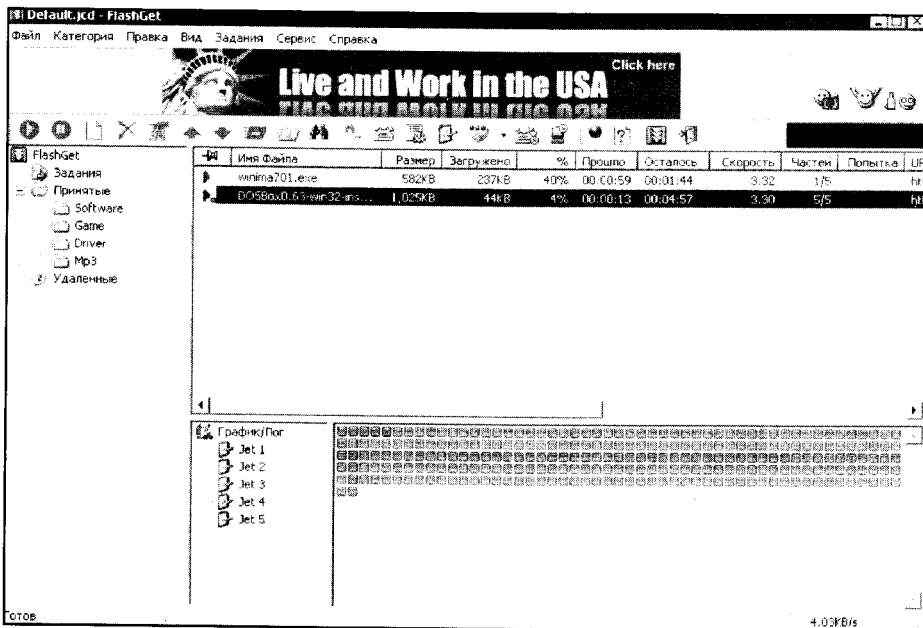 Default.jcd - FlashGet
Файл Категория Правка Вид Задания Сервис Справка
Live and Work in the USA
Click here
FlashGet
Задания
Принятые
Software
Game
Driver
Mp3
Удаленные
Имя Файла Размер Загружено % Прошло Осталось Скорость Частей Попытка UR
winima701.exe 582KB 237KB 40% 00:00:59 00:01:44 3.32 1/5 htt
DOSBox0.63-win32-ins... 1,025KB 44KB 4% 00:00:13 00:04:57 3.30 5/5 htt
График/Лог
Jet 1
Jet 2
Jet 3
Jet 4
Jet 5
Готов
4.03KB/s